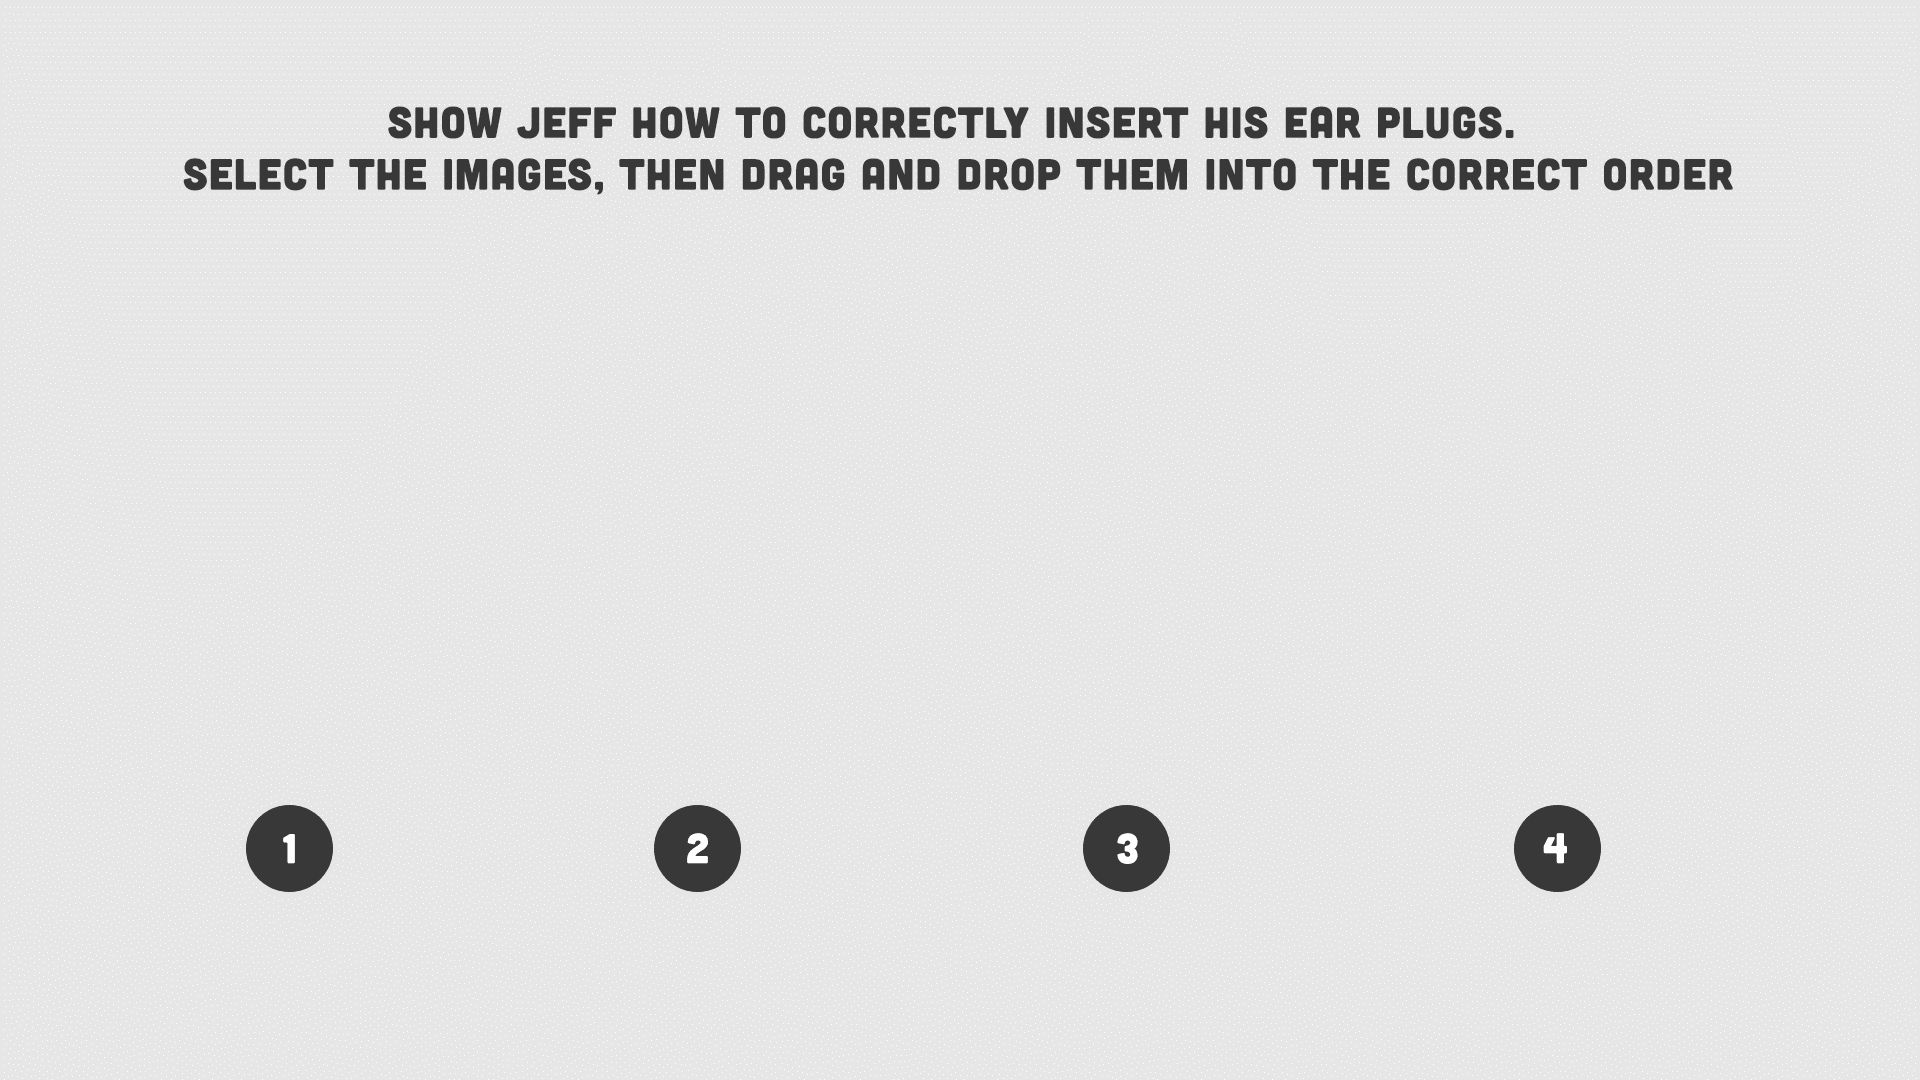 SHOW JEFF HOW TO CORRECTLY INSERT HIS EAR PLUGS.
SELECT THE IMAGES, THEN DRAG AND DROP THEM INTO THE CORRECT ORDER
1 2 3 4